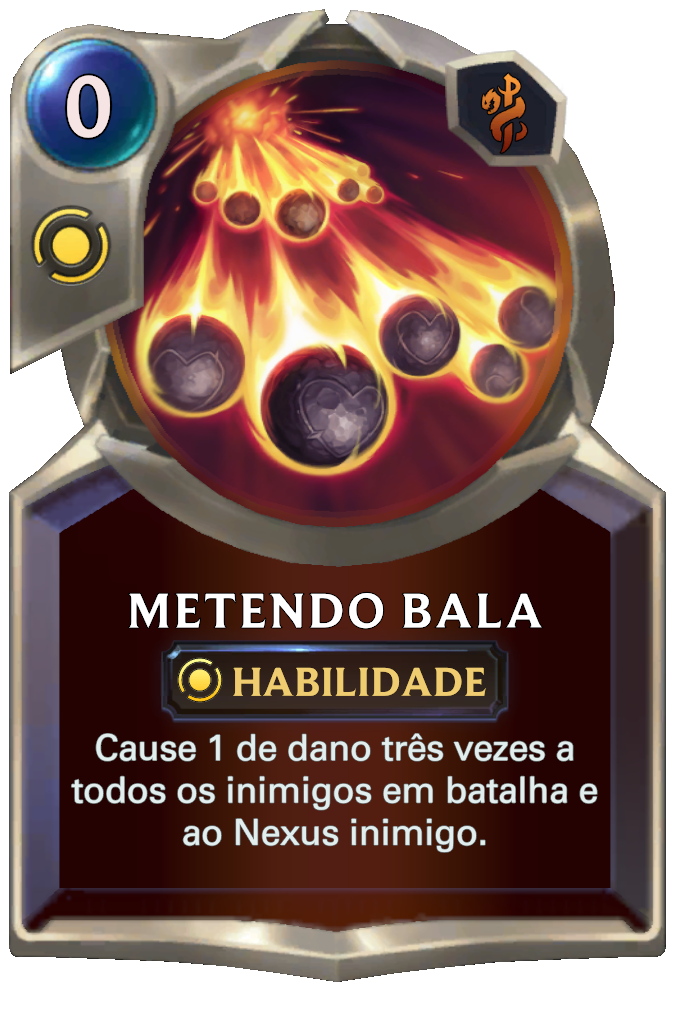 0
METENDO BALA
HABILIDADE
Cause 1 de dano três vezes a
todos os inimigos em batalha e
ao Nexus inimigo.